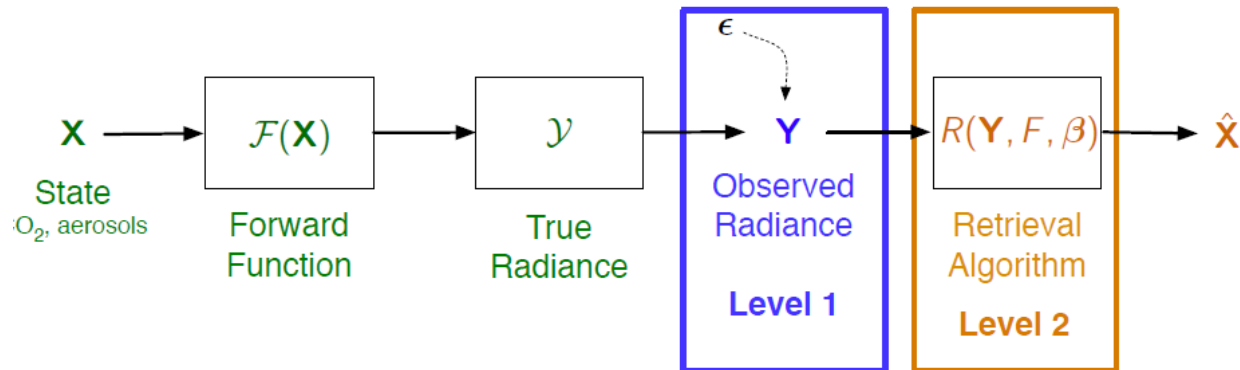 ϵ
X
𝓕(X)
𝒴
Y
R(Y, F, β)
X̂
State
O₂, aerosols
Forward
Function
True
Radiance
Observed
Radiance
Level 1
Retrieval
Algorithm
Level 2